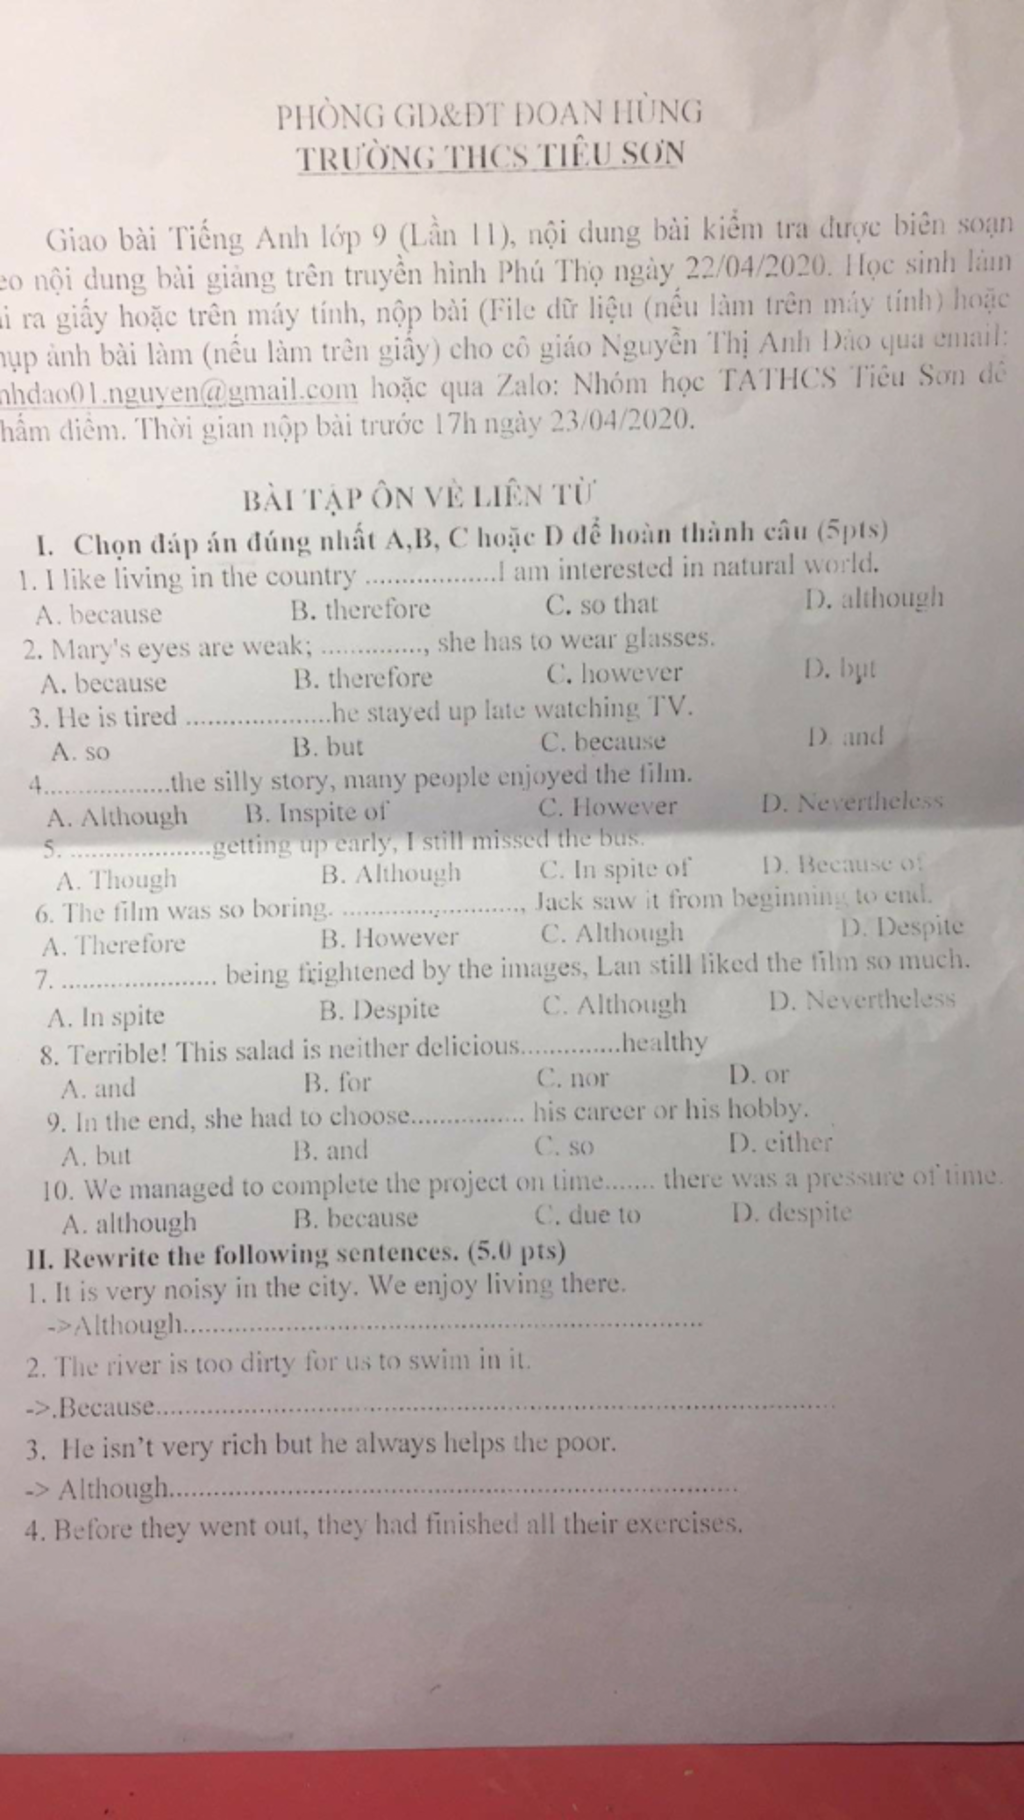 PHÒNG GD&ĐT ĐOAN HÙNG
TRƯỜNG THCS TIÊU SƠN
Giao bài Tiếng Anh lớp 9 (Lần 11), nội dung bài kiểm tra được biên soạn
eo nội dung bài giảng trên truyền hình Phú Thọ ngày 22/04/2020. Học sinh làm
i ra giấy hoặc trên máy tính, nộp bài (File dữ liệu (nếu làm trên máy tính) hoặc
hụp ảnh bài làm (nếu làm trên giấy) cho cô giáo Nguyễn Thị Anh Đào qua email:
nhdao01.nguyen@gmail.com hoặc qua Zalo: Nhóm học TATHCS Tiêu Sơn để
hấm điểm. Thời gian nộp bài trước 17h ngày 23/04/2020.
BÀI TẬP ÔN VỀ LIÊN TỪ
I. Chọn đáp án đúng nhất A,B, C hoặc D để hoàn thành câu (5pts)
1. I like living in the country ..................I am interested in natural world.
A. because B. therefore C. so that D. although
2. Mary's eyes are weak; .............., she has to wear glasses.
A. because B. therefore C. however D. but
3. He is tired ....................he stayed up late watching TV.
A. so B. but C. because D. and
4..................the silly story, many people enjoyed the film.
A. Although B. Inspite of C. However D. Nevertheless
5. ....................getting up early, I still missed the bus.
A. Though B. Although C. In spite of D. Because of
6. The film was so boring. ........................., Jack saw it from beginning to end.
A. Therefore B. However C. Although D. Despite
7. ...................... being frightened by the images, Lan still liked the film so much.
A. In spite B. Despite C. Although D. Nevertheless
8. Terrible! This salad is neither delicious..............healthy
A. and B. for C. nor D. or
9. In the end, she had to choose................ his career or his hobby.
A. but B. and C. so D. either
10. We managed to complete the project on time....... there was a pressure of time.
A. although B. because C. due to D. despite
II. Rewrite the following sentences. (5.0 pts)
1. It is very noisy in the city. We enjoy living there.
->Although........................................................................
2. The river is too dirty for us to swim in it.
->.Because........................................................................
3. He isn't very rich but he always helps the poor.
-> Although........................................................................
4. Before they went out, they had finished all their exercises.